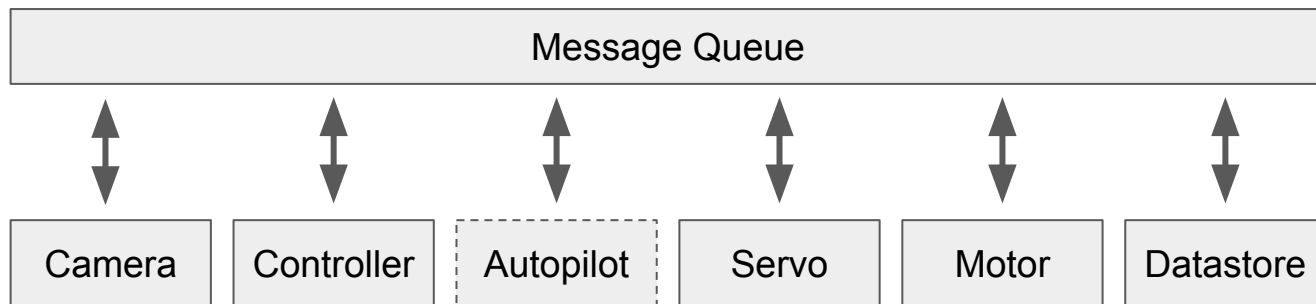 Message Queue
Camera
Controller
Autopilot
Servo
Motor
Datastore